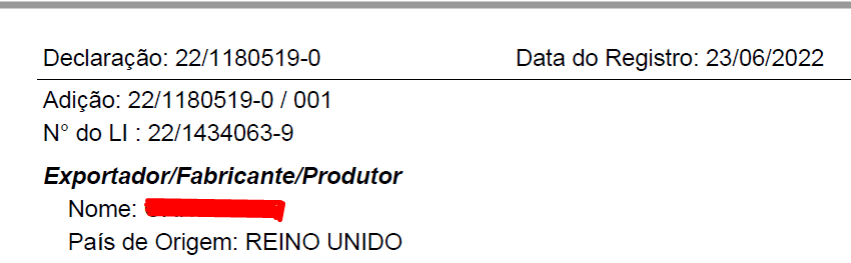 Declaração: 22/1180519-0 Data do Registro: 23/06/2022
Adição: 22/1180519-0 / 001
N° do LI : 22/1434063-9
Exportador/Fabricante/Produtor
Nome:
País de Origem: REINO UNIDO